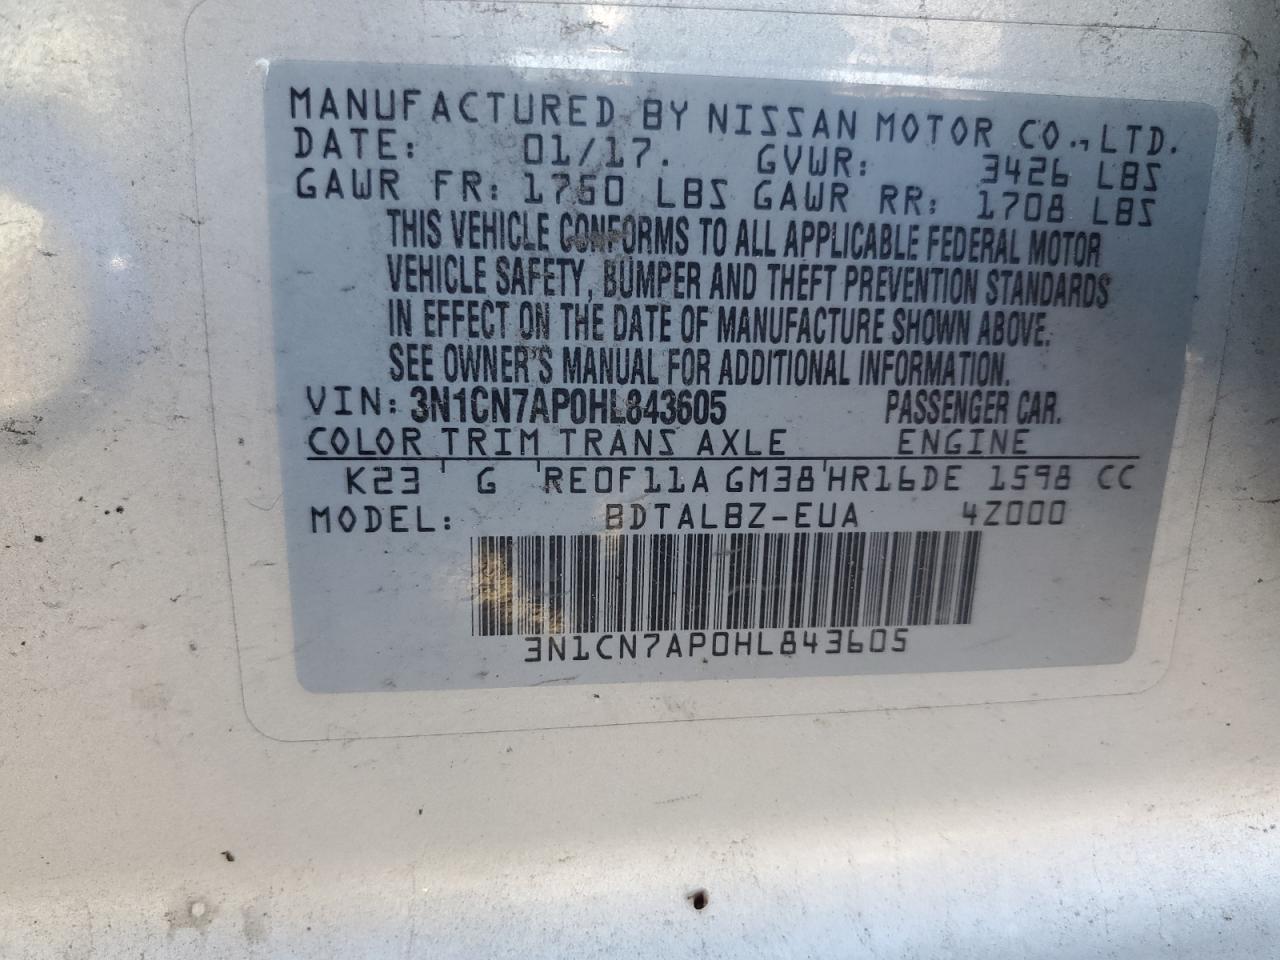 MANUFACTURED BY NISSAN MOTOR CO., LTD.
DATE: 01/17. GVWR: 3426 LBS
GAWR FR: 1750 LBS GAWR RR: 1708 LBS
THIS VEHICLE CONFORMS TO ALL APPLICABLE FEDERAL MOTOR
VEHICLE SAFETY, BUMPER AND THEFT PREVENTION STANDARDS
IN EFFECT ON THE DATE OF MANUFACTURE SHOWN ABOVE.
SEE OWNER'S MANUAL FOR ADDITIONAL INFORMATION.
VIN: 3N1CN7AP0HL843605 PASSENGER CAR.
COLOR TRIM TRANS AXLE ENGINE
K23 ' G ' RE0F11A GM38 ' HR16DE 1598 CC
MODEL: BDTALBZ-EUA 4Z000
3N1CN7AP0HL843605